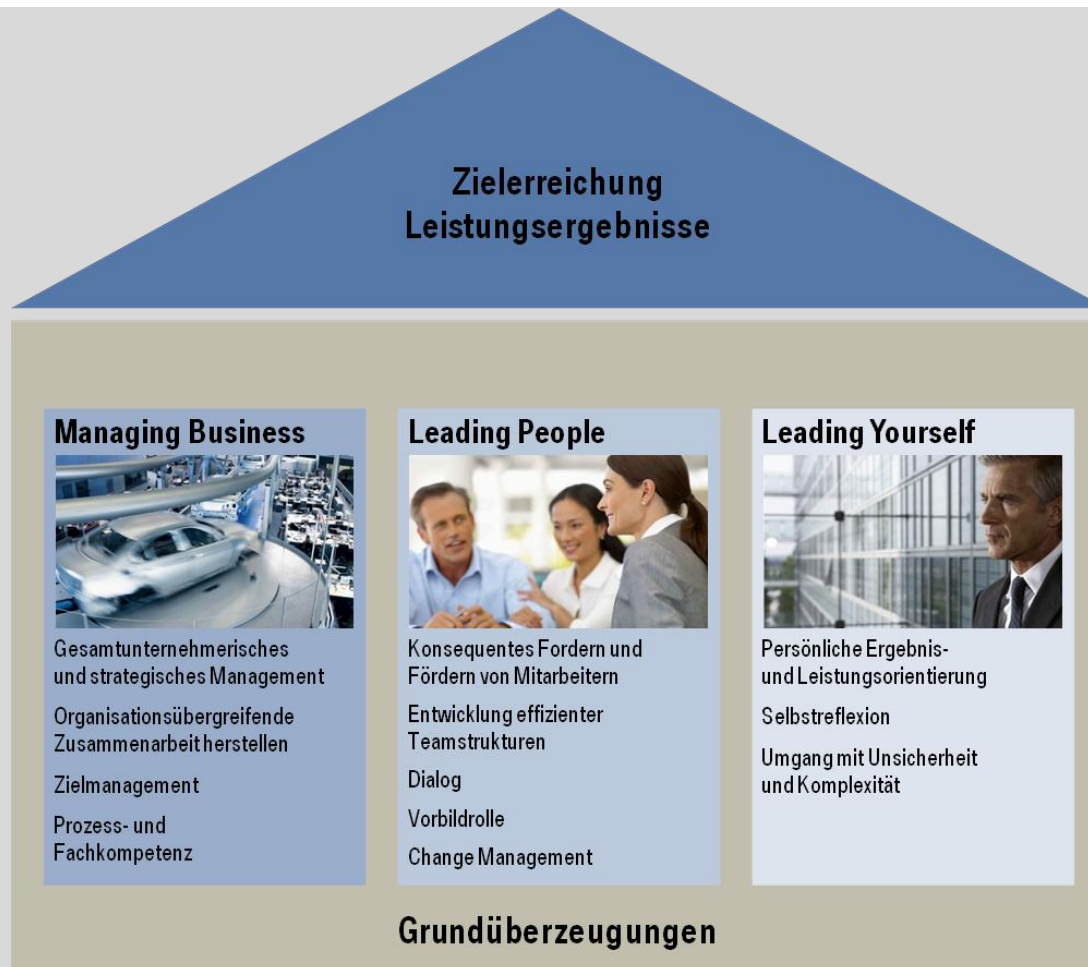 Zielerreichung
Leistungsergebnisse
Managing Business
Gesamtunternehmerisches
und strategisches Management
Organisationsübergreifende
Zusammenarbeit herstellen
Zielmanagement
Prozess- und
Fachkompetenz
Leading People
Konsequentes Fordern und
Fördern von Mitarbeitern
Entwicklung effizienter
Teamstrukturen
Dialog
Vorbildrolle
Change Management
Leading Yourself
Persönliche Ergebnis-
und Leistungsorientierung
Selbstreflexion
Umgang mit Unsicherheit
und Komplexität
Grundüberzeugungen